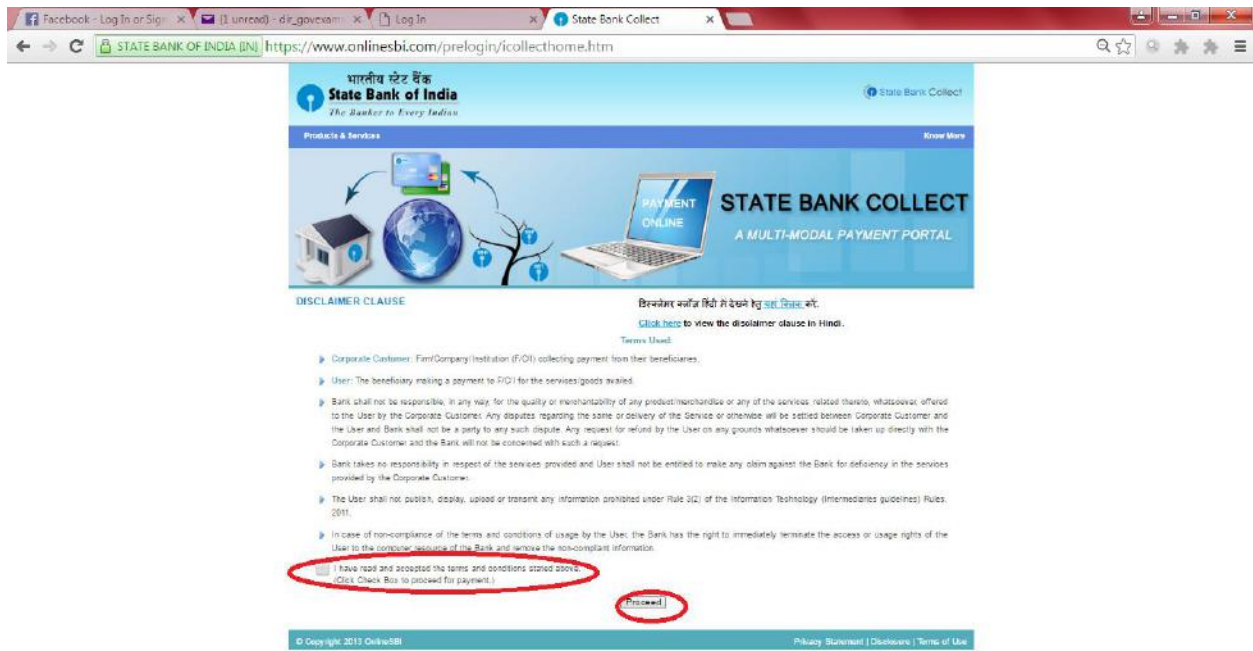 Facebook - Log In or Sign
(1 unread) - dir_govexam
Log In
State Bank Collect
STATE BANK OF INDIA [IN] https://www.onlinesbi.com/prelogin/icollecthome.htm
भारतीय स्टेट बैंक
State Bank of India
The Banker to Every Indian
State Bank Collect
Products & Services
Know More
PAYMENT
ONLINE
STATE BANK COLLECT
A MULTI-MODAL PAYMENT PORTAL
DISCLAIMER CLAUSE
डिस्क्लेमर क्लॉज हिंदी में देखने हेतु यहां क्लिक करें.
Click here to view the disclaimer clause in Hindi.
Terms Used
Corporate Customer: Firm/Company/Institution (F/C/I) collecting payment from their beneficiaries.
User: The beneficiary making a payment to F/C/I for the services/goods availed.
Bank shall not be responsible, in any way, for the quality or merchantability of any product/merchandise or any of the services related thereto, whatsoever, offered
to the User by the Corporate Customer. Any disputes regarding the same or delivery of the Service or otherwise will be settled between Corporate Customer and
the User and Bank shall not be a party to any such dispute. Any request for refund by the User on any grounds whatsoever should be taken up directly with the
Corporate Customer and the Bank will not be concerned with such a request.
Bank takes no responsibility in respect of the services provided and User shall not be entitled to make any claim against the Bank for deficiency in the services
provided by the Corporate Customer.
The User shall not publish, display, upload or transmit any information prohibited under Rule 3(2) of the Information Technology (Intermediaries guidelines) Rules,
2011.
In case of non-compliance of the terms and conditions of usage by the User, the Bank has the right to immediately terminate the access or usage rights of the
User to the computer resource of the Bank and remove the non-compliant information.
I have read and accepted the terms and conditions stated above.
(Click Check Box to proceed for payment.)
Proceed
© Copyright 2013 OnlineSBI
Privacy Statement | Disclosure | Terms of Use